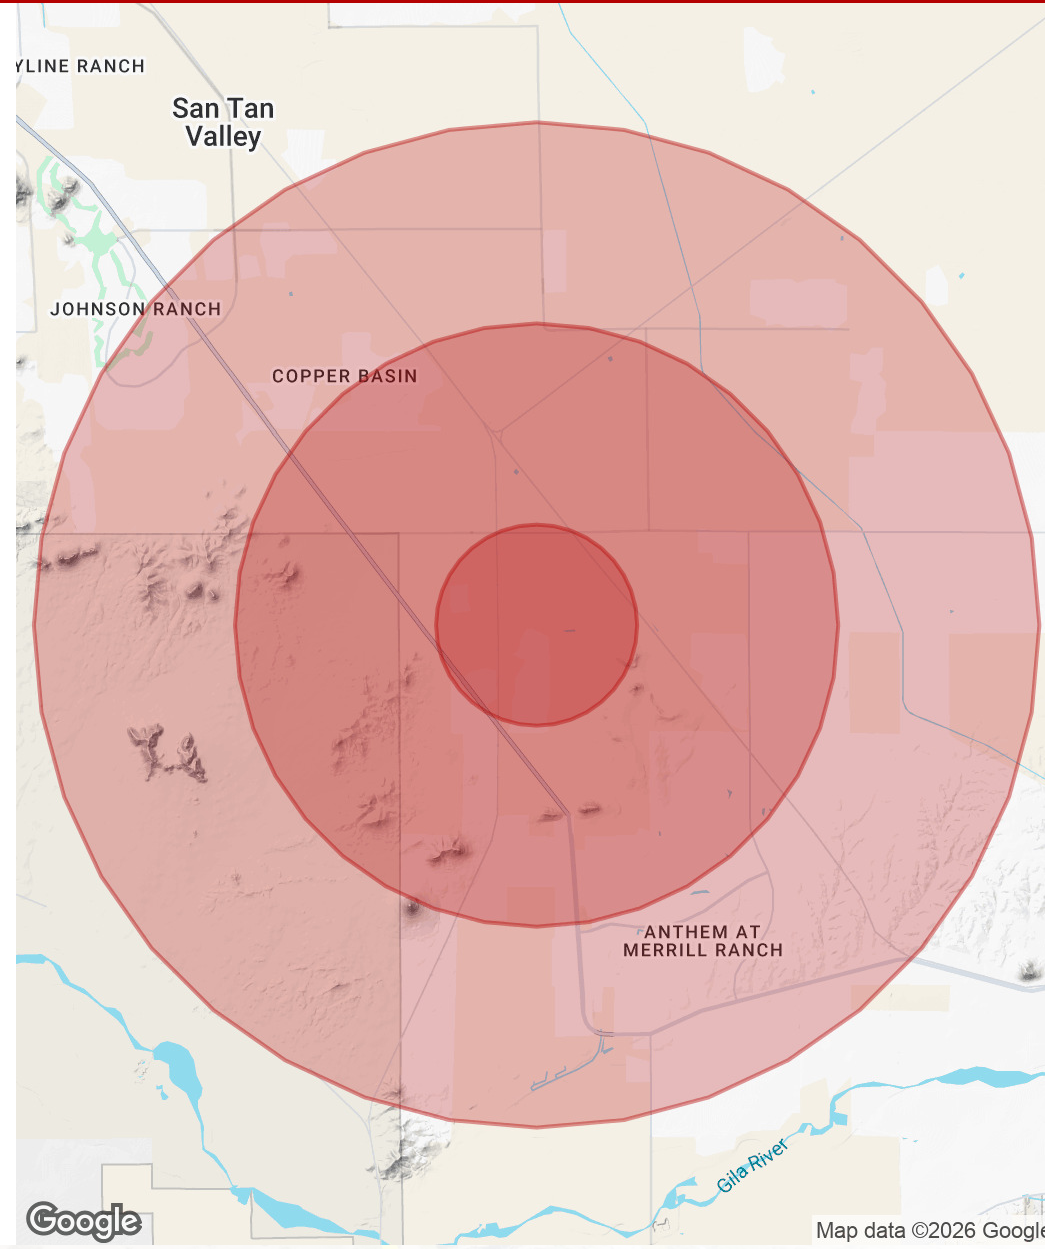 YLINE RANCH
San Tan
Valley
JOHNSON RANCH
COPPER BASIN
ANTHEM AT
MERRILL RANCH
Gila River
Google
Map data ©2026 Google